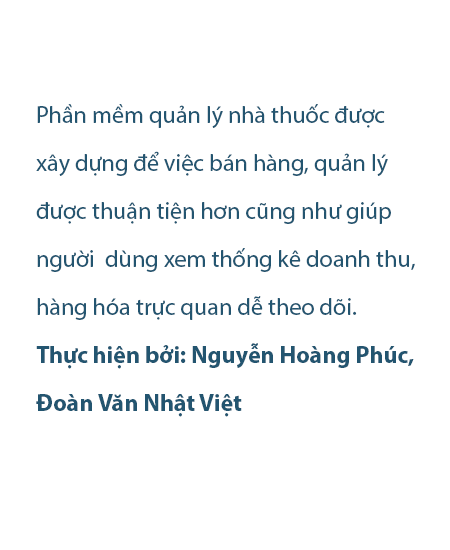 Phần mềm quản lý nhà thuốc được
xây dựng để việc bán hàng, quản lý
được thuận tiện hơn cũng như giúp
người  dùng xem thống kê doanh thu,
hàng hóa trực quan dễ theo dõi.
Thực hiện bởi: Nguyễn Hoàng Phúc,
Đoàn Văn Nhật Việt